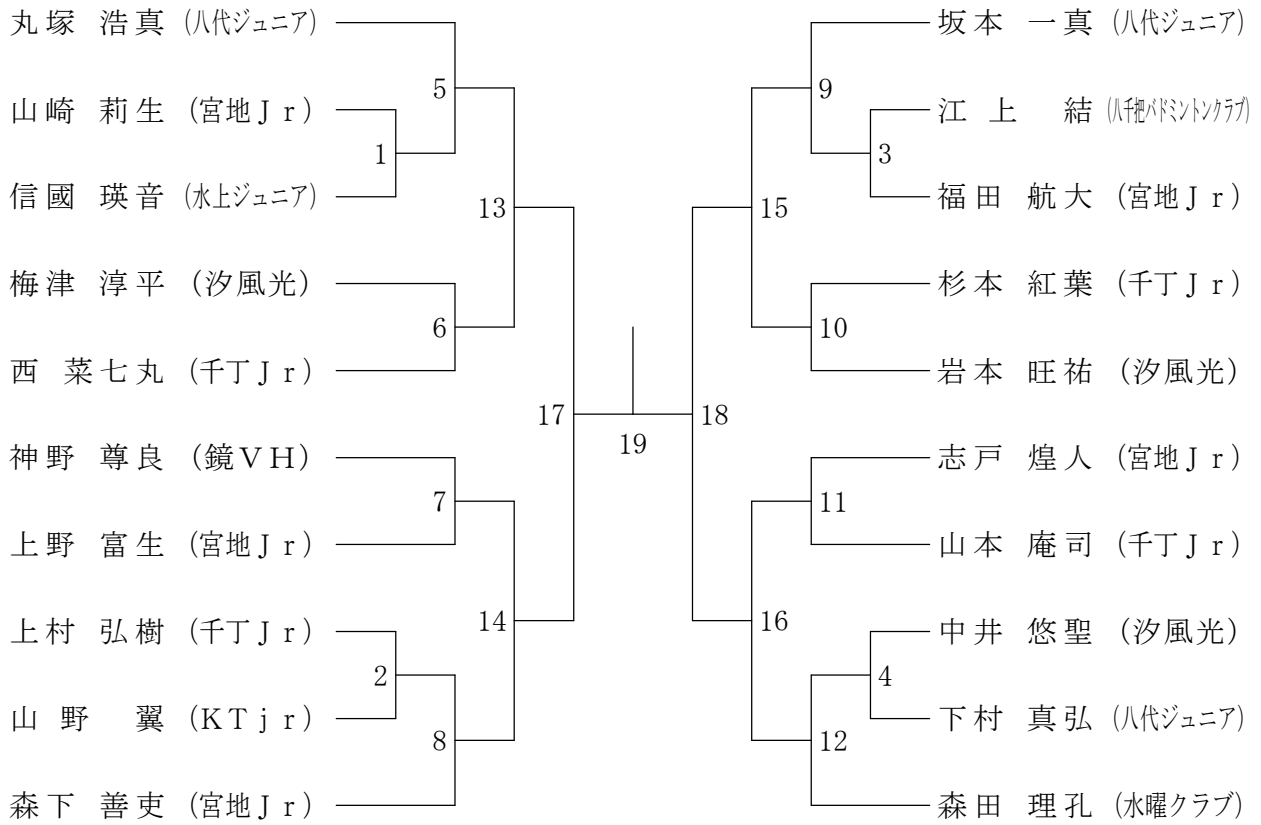 丸塚 浩真 (八代ジュニア)
5
山崎 莉生 (宮地Jr)
1
信國 瑛音 (水上ジュニア)
13
梅津 淳平 (汐風光)
6
西 菜七丸 (千丁Jr)
17
神野 尊良 (鏡VH)
7
上野 富生 (宮地Jr)
14
上村 弘樹 (千丁Jr)
2
山野 翼 (KTjr)
8
森下 善吏 (宮地Jr)
19
坂本 一真 (八代ジュニア)
9
江上 結 (八千把バドミントンクラブ)
3
福田 航大 (宮地Jr)
15
杉本 紅葉 (千丁Jr)
10
岩本 旺祐 (汐風光)
18
志戸 煌人 (宮地Jr)
11
山本 庵司 (千丁Jr)
16
中井 悠聖 (汐風光)
4
下村 真弘 (八代ジュニア)
12
森田 理孔 (水曜クラブ)